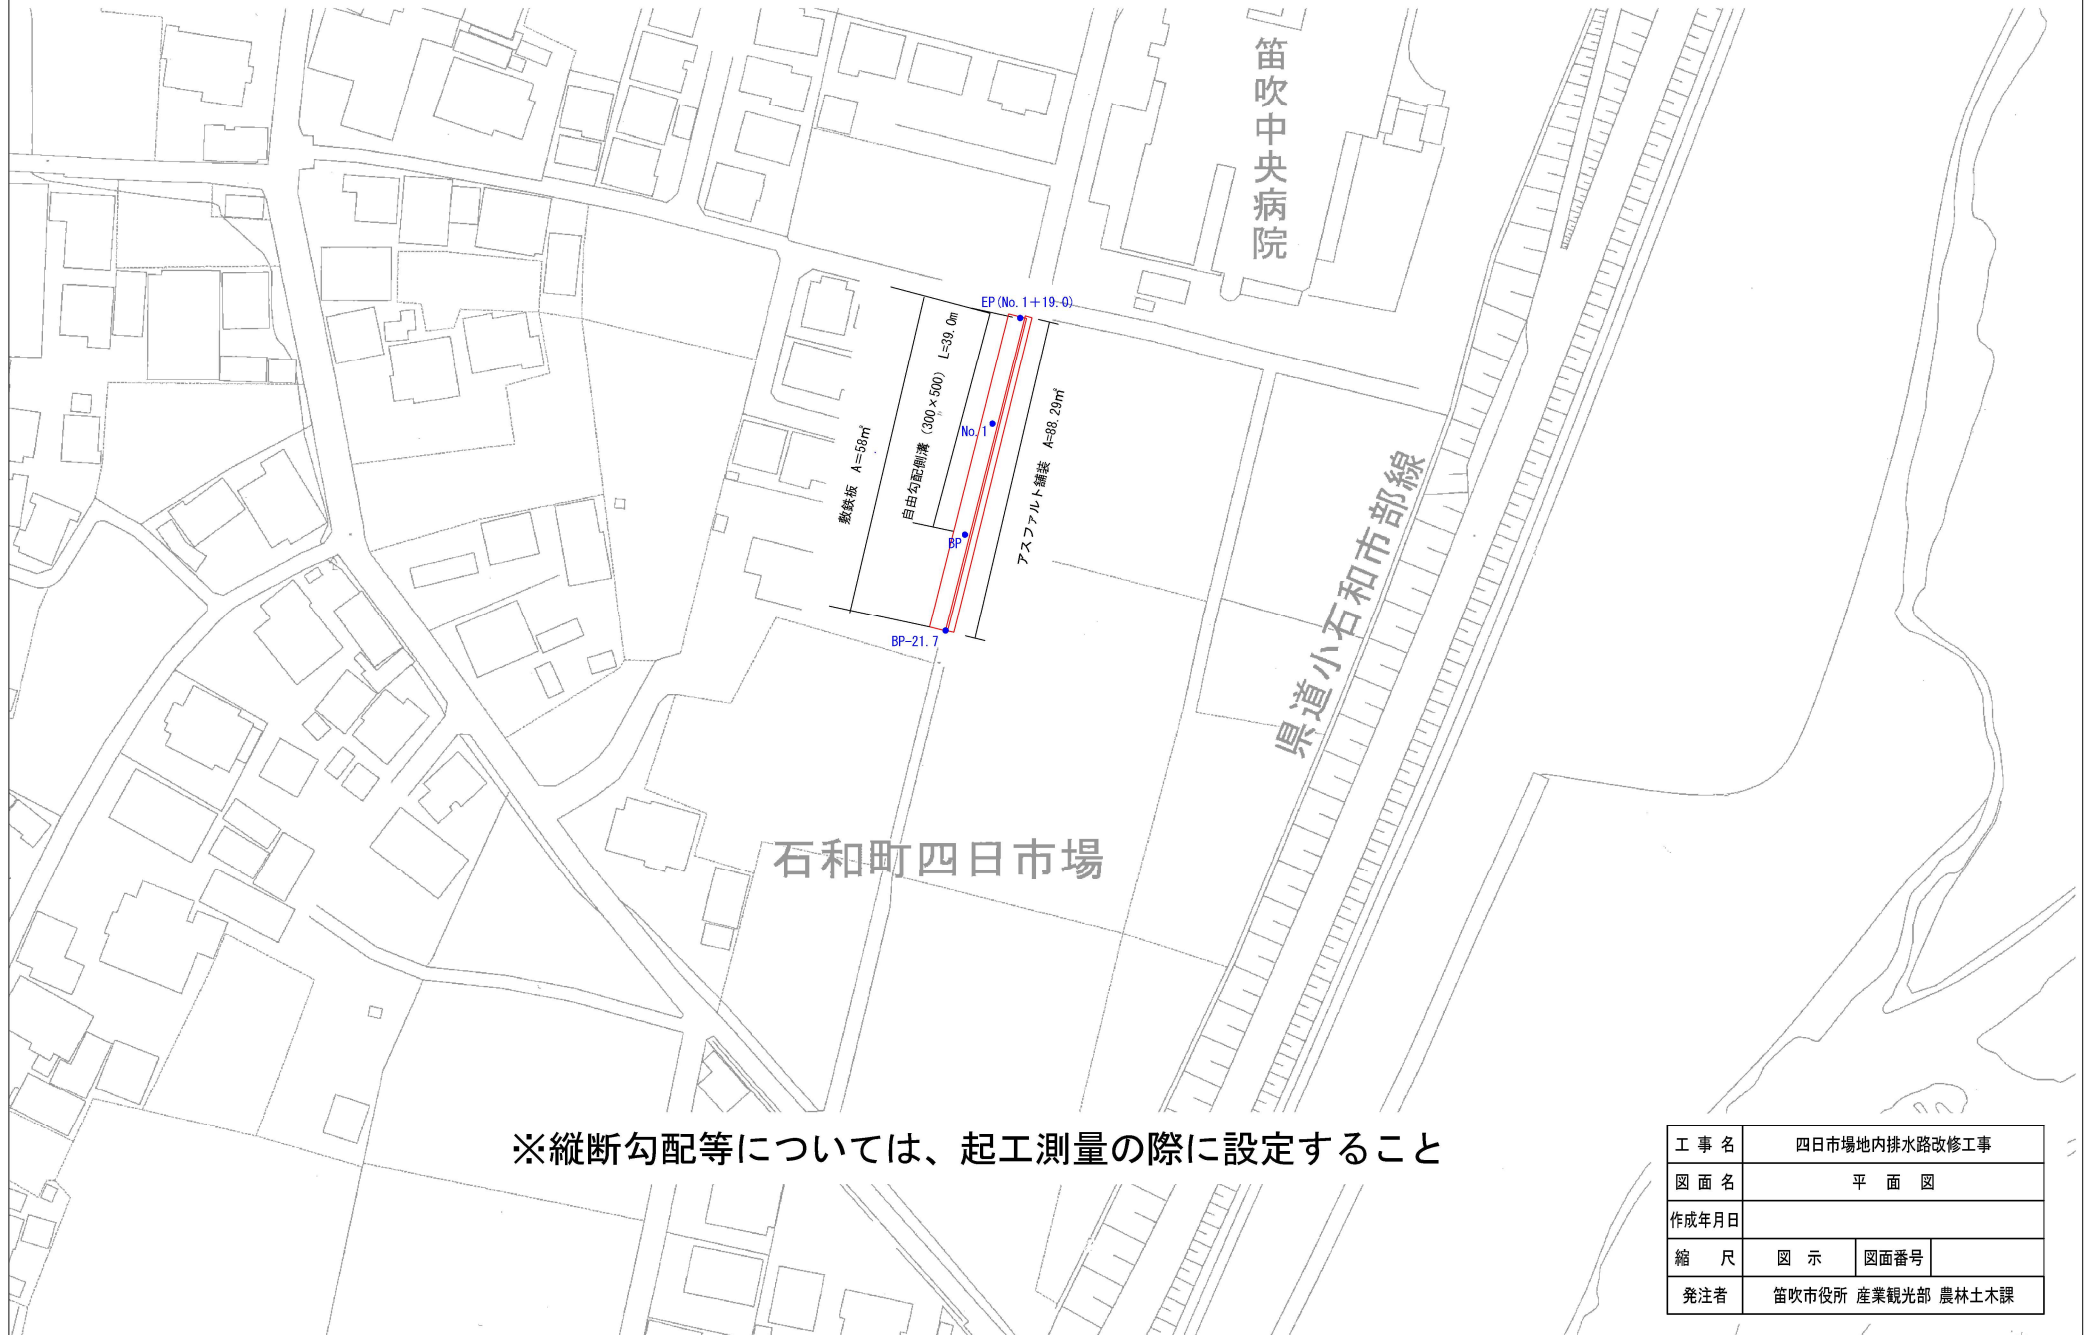 笛吹中央病院
EP(No.1+19.0)
自由勾配側溝 (300×500) L=39.0m
敷鉄板 A=58㎡
No.1
アスファルト舗装 A=88.29㎡
BP
BP-21.7
県道小石和市部線
石和町四日市場
※縦断勾配等については、起工測量の際に設定すること
工事名 四日市場地内排水路改修工事
図面名 平面図
作成年月日
縮尺 図示 図面番号
発注者 笛吹市役所 産業観光部 農林土木課